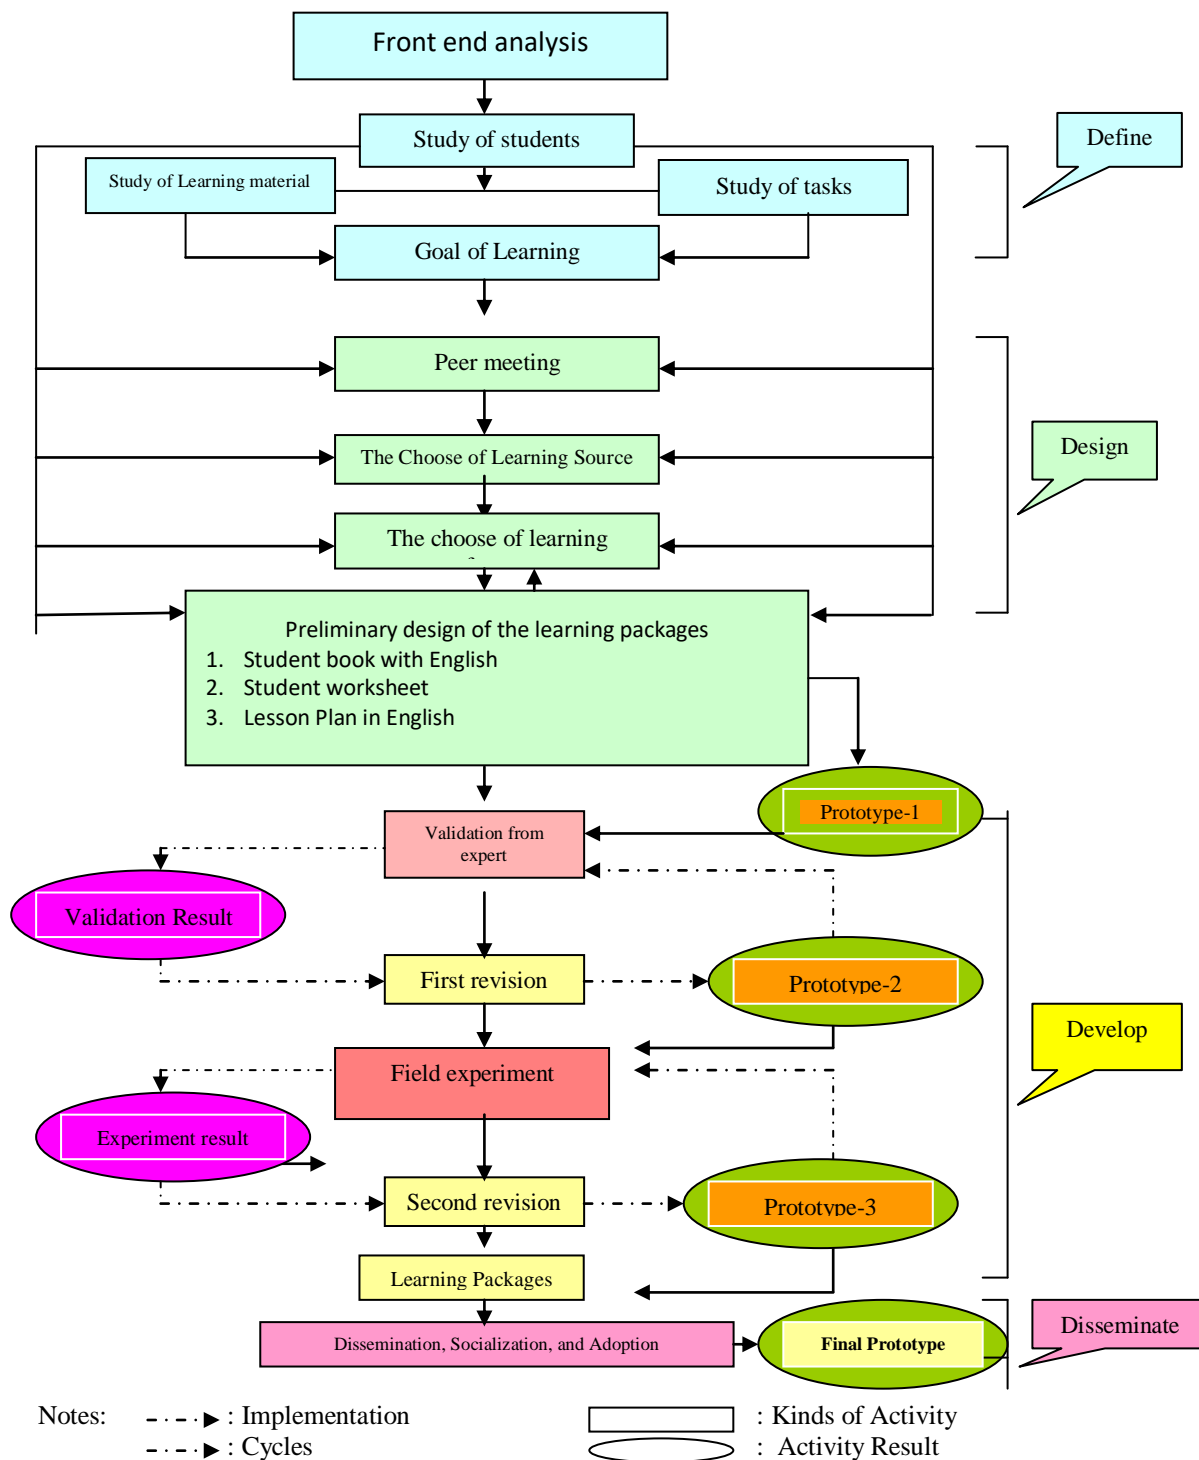 Front end analysis
Study of students
Define
Study of Learning material
Study of tasks
Goal of Learning
Peer meeting
Design
The Choose of Learning Source
The choose of learning
Preliminary design of the learning packages
1. Student book with English
2. Student worksheet
3. Lesson Plan in English
Prototype-1
Validation from
expert
Validation Result
First revision
Prototype-2
Develop
Field experiment
Experiment result
Second revision
Prototype-3
Learning Packages
Dissemination, Socialization, and Adoption
Final Prototype
Disseminate
Notes:
: Implementation
: Kinds of Activity
: Cycles
: Activity Result